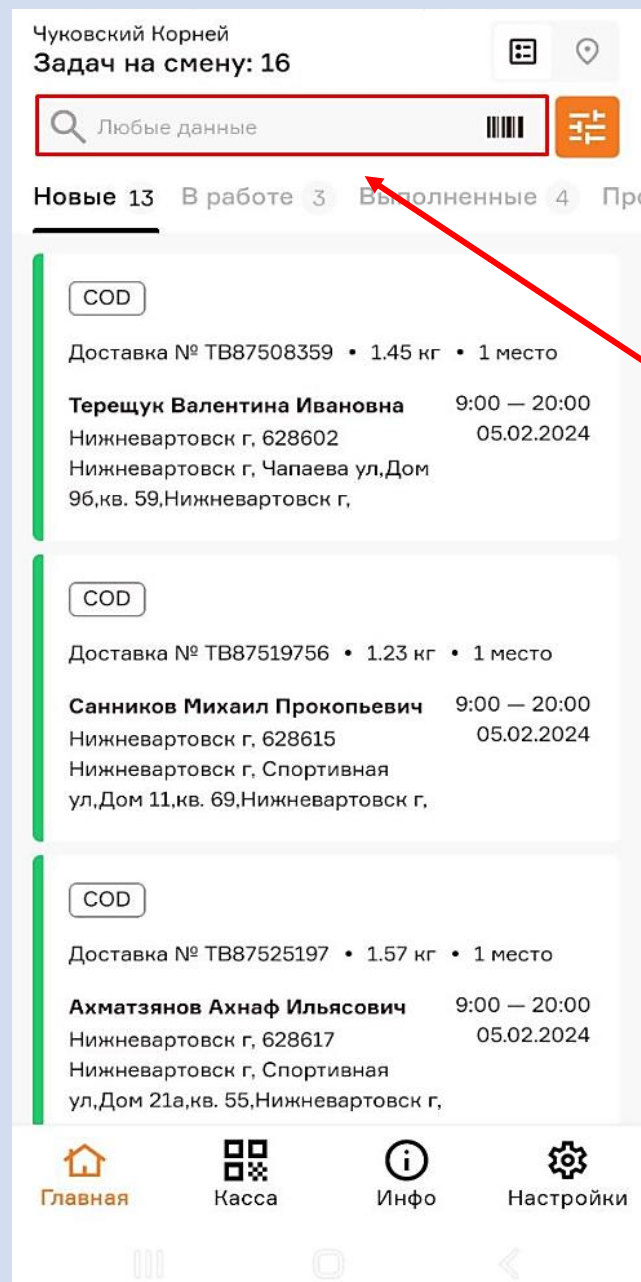 Чуковский Корней
Задач на смену: 16
Любые данные
Новые 13 В работе 3 Выполненные 4 Про
COD
Доставка № ТВ87508359 • 1.45 кг • 1 место
Терещук Валентина Ивановна 9:00 — 20:00
Нижневартовск г, 628602 05.02.2024
Нижневартовск г, Чапаева ул,Дом
9б,кв. 59,Нижневартовск г,
COD
Доставка № ТВ87519756 • 1.23 кг • 1 место
Санников Михаил Прокопьевич 9:00 — 20:00
Нижневартовск г, 628615 05.02.2024
Нижневартовск г, Спортивная
ул,Дом 11,кв. 69,Нижневартовск г,
COD
Доставка № ТВ87525197 • 1.57 кг • 1 место
Ахматзянов Ахнаф Ильясович 9:00 — 20:00
Нижневартовск г, 628617 05.02.2024
Нижневартовск г, Спортивная
ул,Дом 21а,кв. 55,Нижневартовск г,
Главная Касса Инфо Настройки